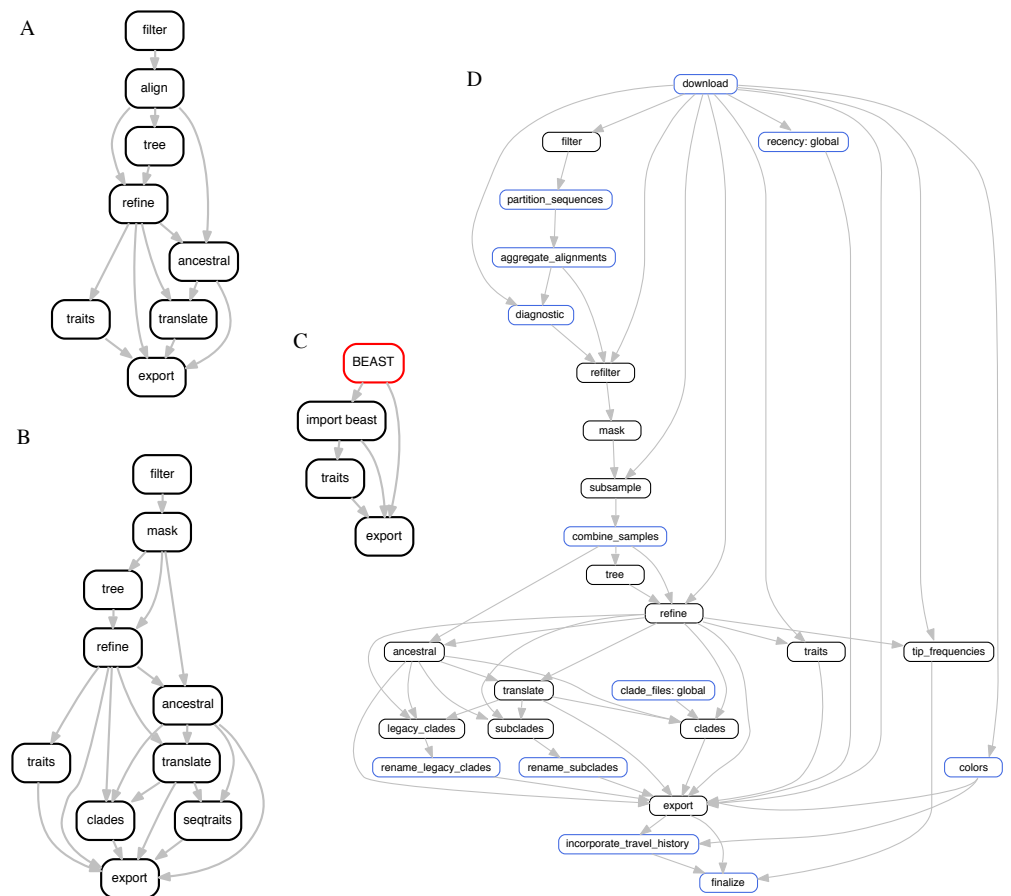 A
filter
align
tree
refine
ancestral
traits
translate
export
B
filter
mask
tree
refine
ancestral
traits
translate
clades
seqtraits
export
C
BEAST
import beast
traits
export
D
download
filter
recency: global
partition_sequences
aggregate_alignments
diagnostic
refilter
mask
subsample
combine_samples
tree
refine
ancestral
traits
tip_frequencies
translate
clade_files: global
legacy_clades
subclades
clades
rename_legacy_clades
rename_subclades
colors
export
incorporate_travel_history
finalize